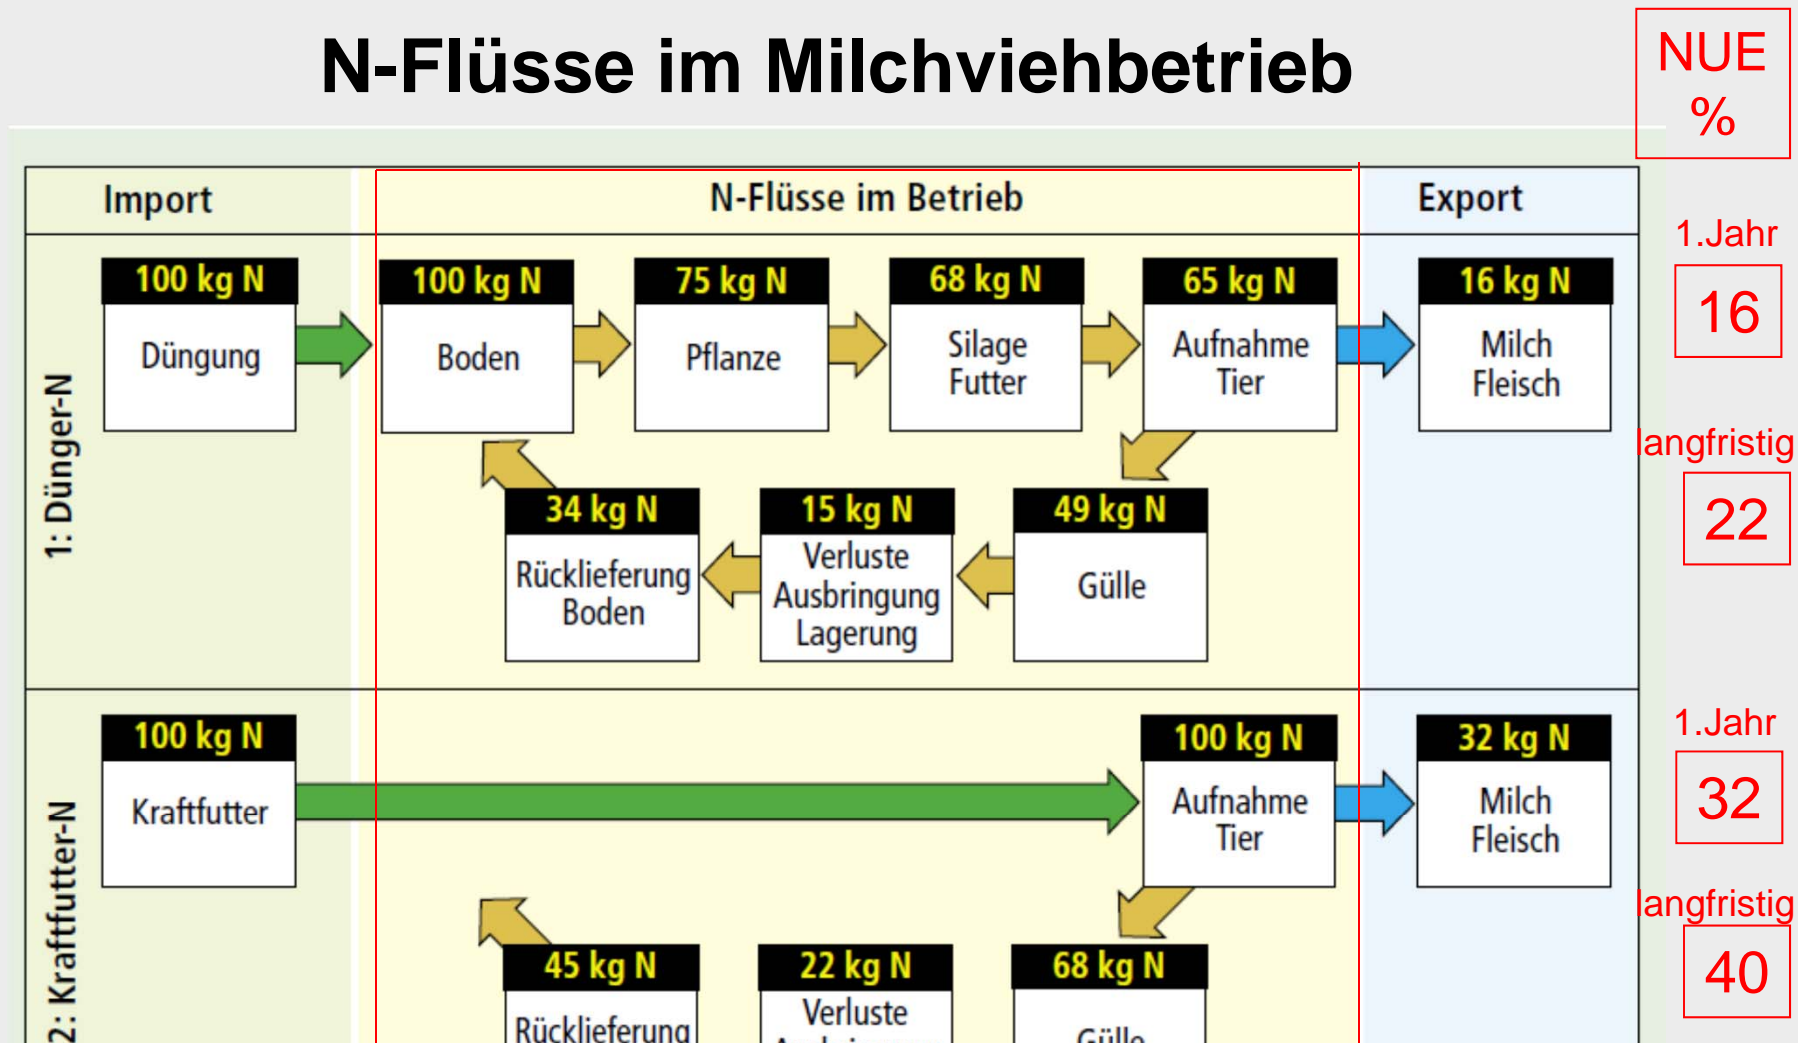 N-Flüsse im Milchviehbetrieb
NUE
%
Import
N-Flüsse im Betrieb
Export
1: Dünger-N
100 kg N
Düngung
100 kg N
Boden
75 kg N
Pflanze
68 kg N
Silage
Futter
65 kg N
Aufnahme
Tier
16 kg N
Milch
Fleisch
1.Jahr
16
langfristig
22
34 kg N
Rücklieferung
Boden
15 kg N
Verluste
Ausbringung
Lagerung
49 kg N
Gülle
2: Kraftfutter-N
100 kg N
Kraftfutter
100 kg N
Aufnahme
Tier
32 kg N
Milch
Fleisch
1.Jahr
32
langfristig
40
45 kg N
Rücklieferung
22 kg N
Verluste
68 kg N
Gülle